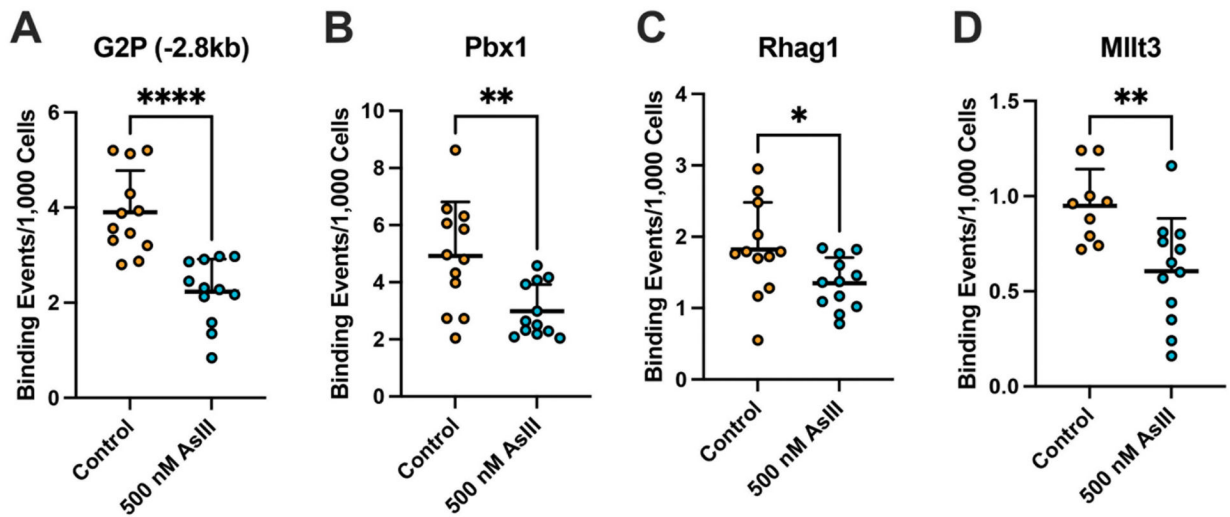 A
G2P (-2.8kb)
****
Binding Events/1,000 Cells
6
4
2
0
Control
500 nM AsIII
B
Pbx1
**
Binding Events/1,000 Cells
10
8
6
4
2
0
Control
500 nM AsIII
C
Rhag1
*
Binding Events/1,000 Cells
4
3
2
1
0
Control
500 nM AsIII
D
Mllt3
**
Binding Events/1,000 Cells
1.5
1.0
0.5
0.0
Control
500 nM AsIII